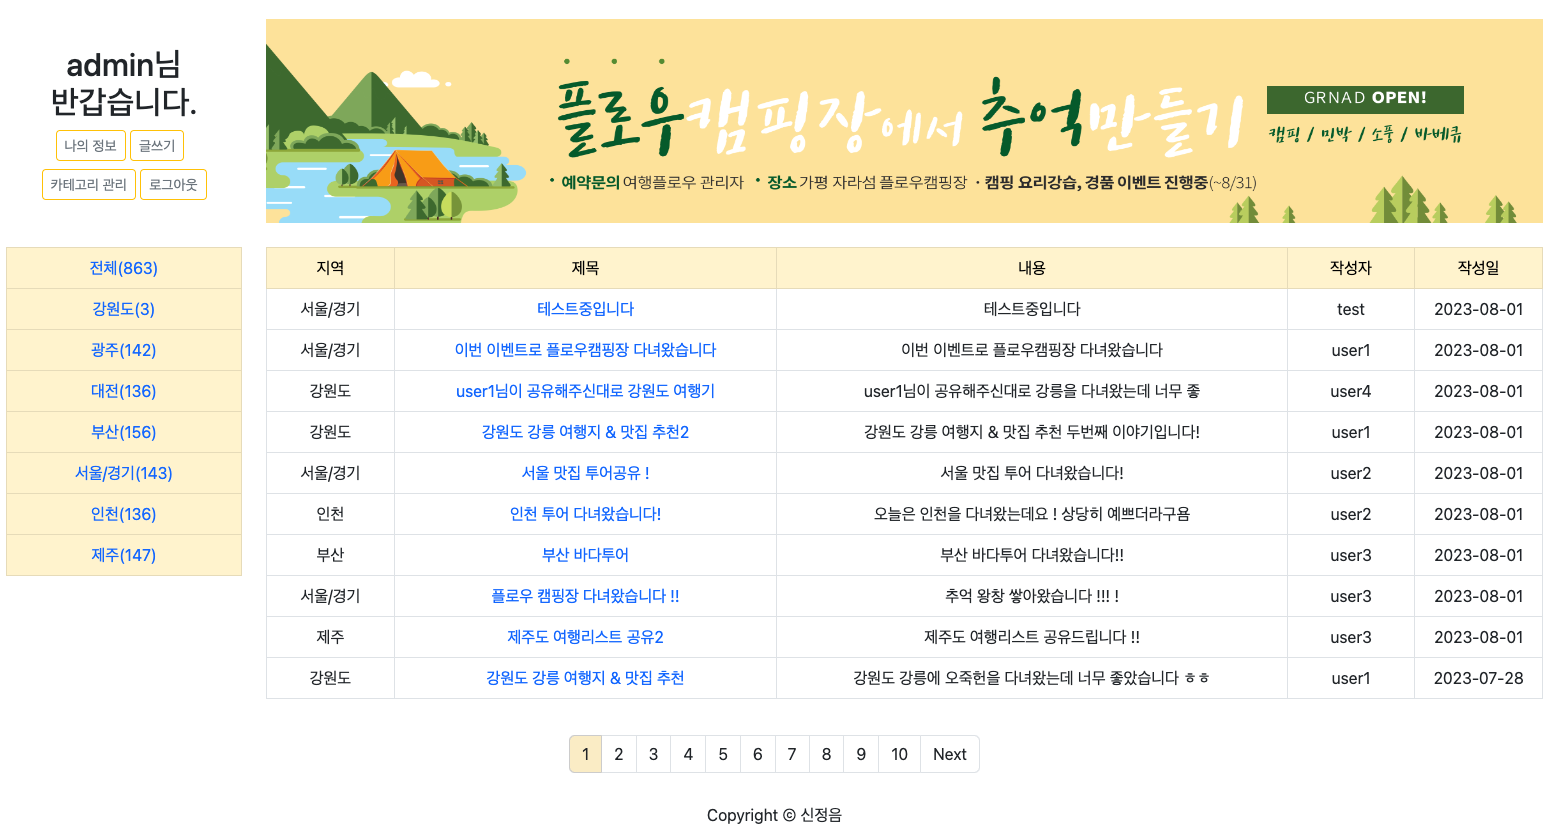 admin님
반갑습니다.
나의 정보 글쓰기
카테고리 관리 로그아웃
플로우캠핑장에서 추억만들기
GRNAD OPEN!
캠핑 / 민박 / 소풍 / 바베큐
• 예약문의 여행플로우 관리자 • 장소 가평 자라섬 플로우캠핑장 · 캠핑 요리강습, 경품 이벤트 진행중(~8/31)
전체(863)
강원도(3)
광주(142)
대전(136)
부산(156)
서울/경기(143)
인천(136)
제주(147)
지역 제목 내용 작성자 작성일
서울/경기 테스트중입니다 테스트중입니다 test 2023-08-01
서울/경기 이번 이벤트로 플로우캠핑장 다녀왔습니다 이번 이벤트로 플로우캠핑장 다녀왔습니다 user1 2023-08-01
강원도 user1님이 공유해주신대로 강원도 여행기 user1님이 공유해주신대로 강릉을 다녀왔는데 너무 좋 user4 2023-08-01
강원도 강원도 강릉 여행지 & 맛집 추천2 강원도 강릉 여행지 & 맛집 추천 두번째 이야기입니다! user1 2023-08-01
서울/경기 서울 맛집 투어공유 ! 서울 맛집 투어 다녀왔습니다! user2 2023-08-01
인천 인천 투어 다녀왔습니다! 오늘은 인천을 다녀왔는데요 ! 상당히 예쁘더라구욤 user2 2023-08-01
부산 부산 바다투어 부산 바다투어 다녀왔습니다!! user3 2023-08-01
서울/경기 플로우 캠핑장 다녀왔습니다 !! 추억 왕창 쌓아왔습니다 !!! ! user3 2023-08-01
제주 제주도 여행리스트 공유2 제주도 여행리스트 공유드립니다 !! user3 2023-08-01
강원도 강원도 강릉 여행지 & 맛집 추천 강원도 강릉에 오죽헌을 다녀왔는데 너무 좋았습니다 ㅎㅎ user1 2023-07-28
1 2 3 4 5 6 7 8 9 10 Next
Copyright ⓒ 신정음